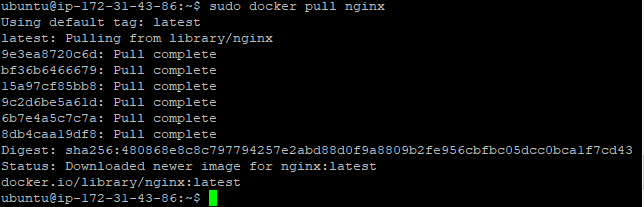 ubuntu@ip-172-31-43-86:~$ sudo docker pull nginx
Using default tag: latest
latest: Pulling from library/nginx
9e3ea8720c6d: Pull complete
bf36b6466679: Pull complete
15a97cf85bb8: Pull complete
9c2d6be5a61d: Pull complete
6b7e4a5c7c7a: Pull complete
8db4caa19df8: Pull complete
Digest: sha256:480868e8c8c797794257e2abd88d0f9a8809b2fe956cbfbc05dcc0bca1f7cd43
Status: Downloaded newer image for nginx:latest
docker.io/library/nginx:latest
ubuntu@ip-172-31-43-86:~$